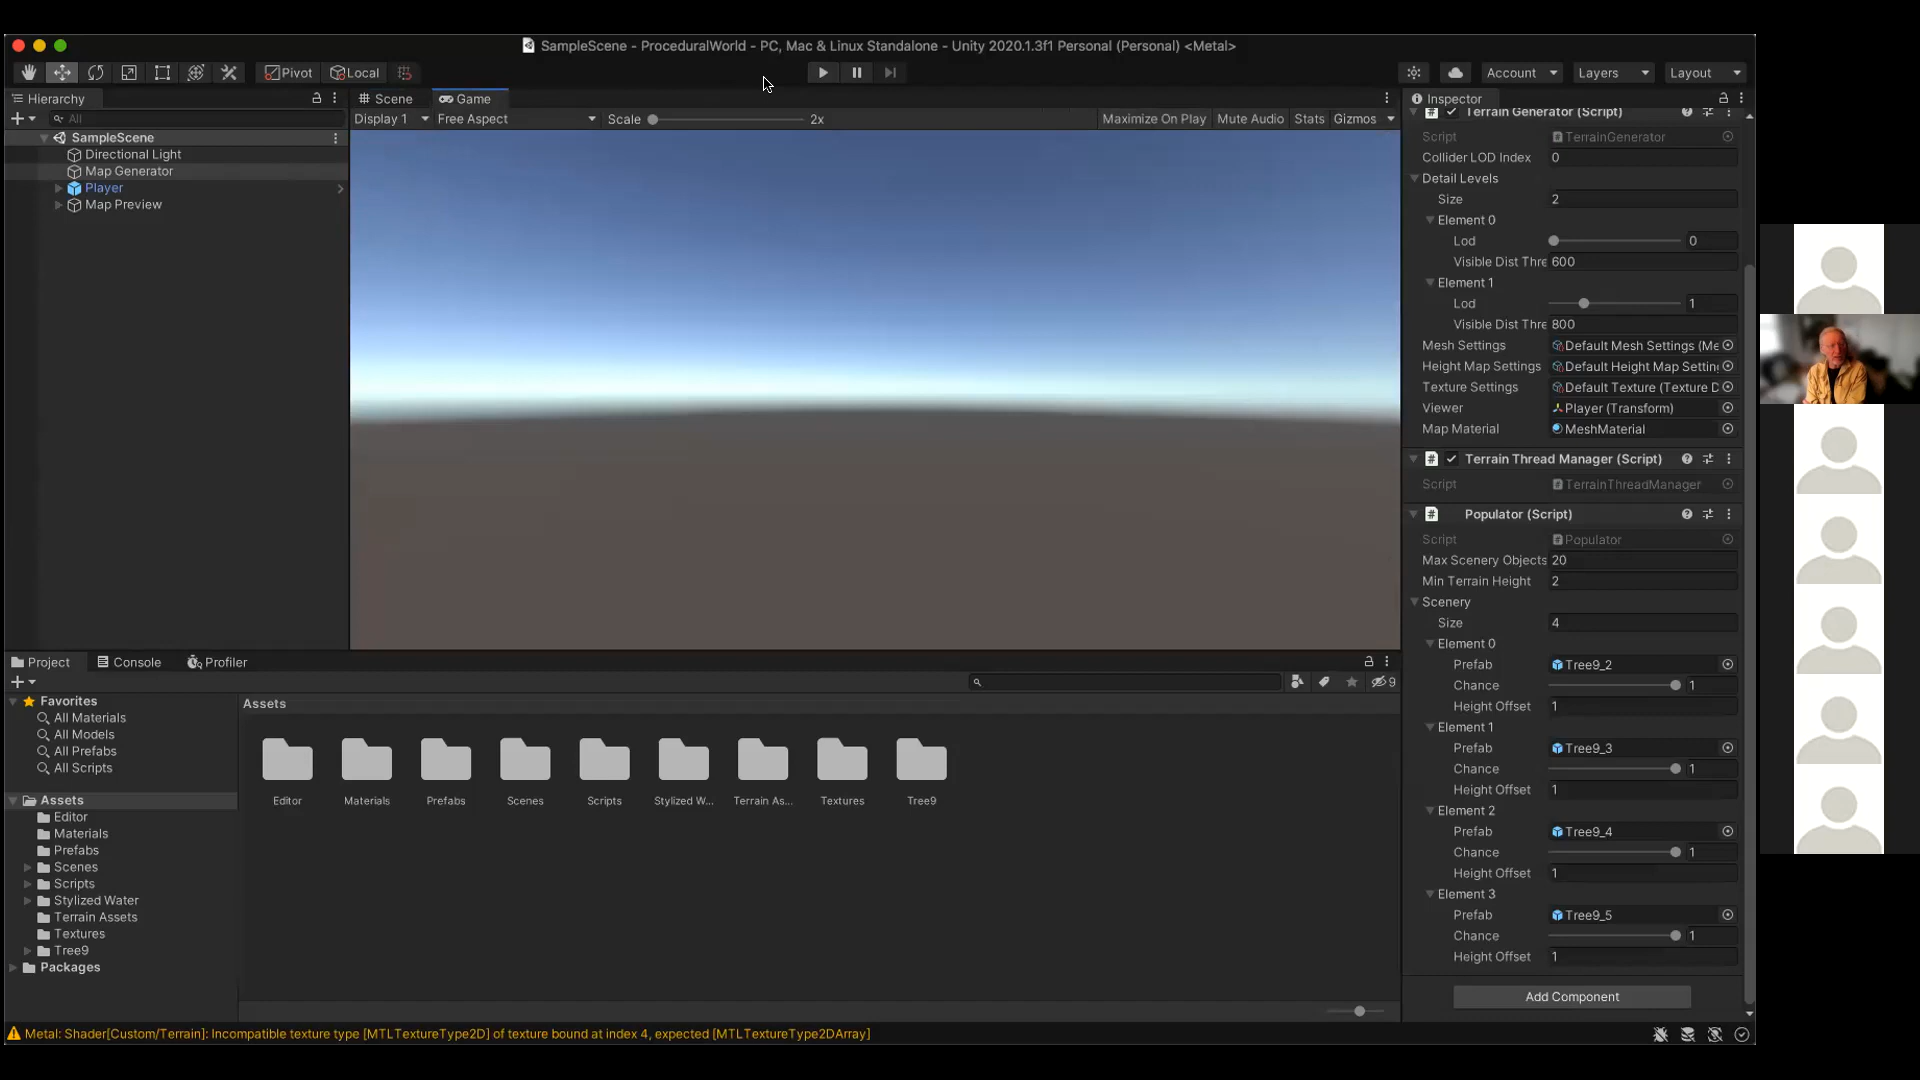 SampleScene - ProceduralWorld - PC, Mac & Linux Standalone - Unity 2020.1.3f1 Personal (Personal) <Metal>
Pivot Local Account Layers Layout
Hierarchy
All
SampleScene
Directional Light
Map Generator
Player
Map Preview
Scene Game
Display 1 Free Aspect Scale 2x Maximize On Play Mute Audio Stats Gizmos
Inspector
Terrain Generator (Script)
Script TerrainGenerator
Collider LOD Index 0
Detail Levels
Size 2
Element 0
Lod 0
Visible Dist Thre 600
Element 1
Lod 1
Visible Dist Thre 800
Mesh Settings Default Mesh Settings (Me
Height Map Settings Default Height Map Settin
Texture Settings Default Texture (Texture D
Viewer Player (Transform)
Map Material MeshMaterial
Terrain Thread Manager (Script)
Script TerrainThreadManager
Populator (Script)
Script Populator
Max Scenery Objects 20
Min Terrain Height 2
Scenery
Size 4
Element 0
Prefab Tree9_2
Chance 1
Height Offset 1
Element 1
Prefab Tree9_3
Chance 1
Height Offset 1
Element 2
Prefab Tree9_4
Chance 1
Height Offset 1
Element 3
Prefab Tree9_5
Chance 1
Height Offset 1
Add Component
Project Console Profiler
9
Favorites
All Materials
All Models
All Prefabs
All Scripts
Assets
Editor
Materials
Prefabs
Scenes
Scripts
Stylized Water
Terrain Assets
Textures
Tree9
Packages
Assets
Editor Materials Prefabs Scenes Scripts Stylized W... Terrain As... Textures Tree9
Metal: Shader[Custom/Terrain]: Incompatible texture type [MTLTextureType2D] of texture bound at index 4, expected [MTLTextureType2DArray]